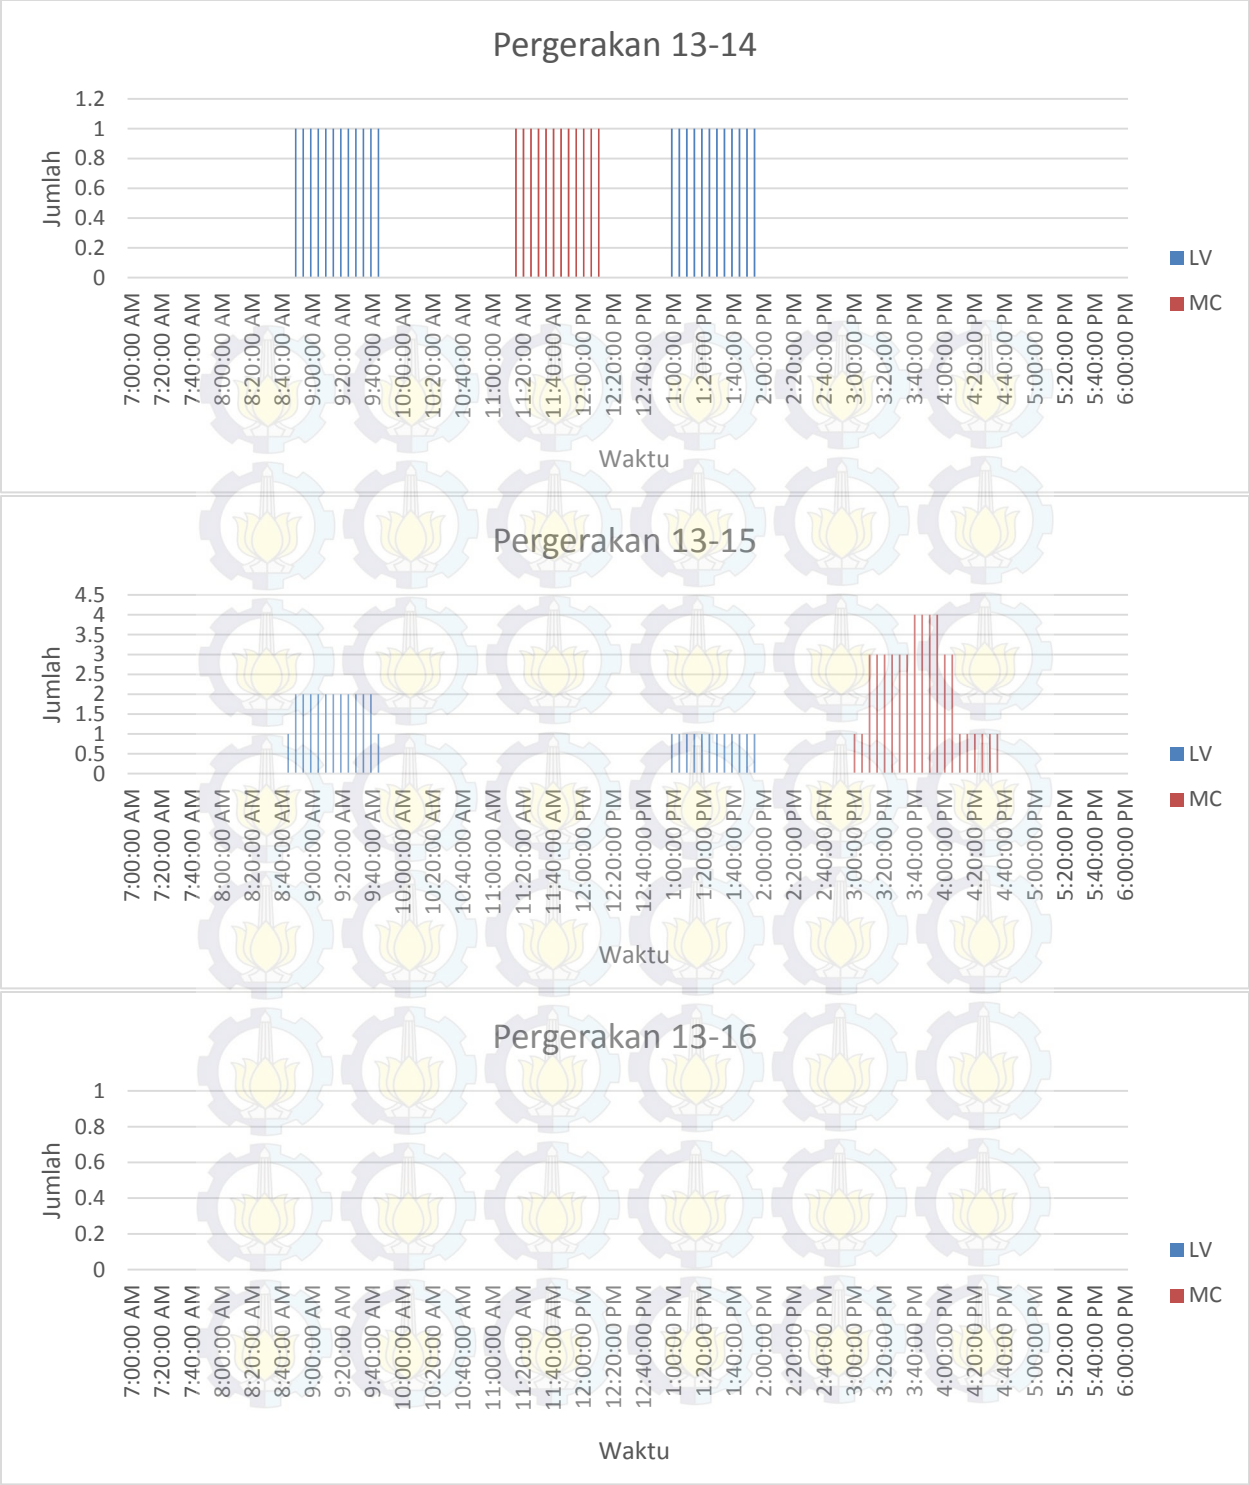 Pergerakan 13-14
1.2
1
0.8
0.6
0.4
0.2
0
Jumlah
7:00:00 AM
7:20:00 AM
7:40:00 AM
8:00:00 AM
8:20:00 AM
8:40:00 AM
9:00:00 AM
9:20:00 AM
9:40:00 AM
10:00:00 AM
10:20:00 AM
10:40:00 AM
11:00:00 AM
11:20:00 AM
11:40:00 AM
12:00:00 PM
12:20:00 PM
12:40:00 PM
1:00:00 PM
1:20:00 PM
1:40:00 PM
2:00:00 PM
2:20:00 PM
2:40:00 PM
3:00:00 PM
3:20:00 PM
3:40:00 PM
4:00:00 PM
4:20:00 PM
4:40:00 PM
5:00:00 PM
5:20:00 PM
5:40:00 PM
6:00:00 PM
Waktu
LV
MC
Pergerakan 13-15
4.5
4
3.5
3
2.5
2
1.5
1
0.5
0
Jumlah
7:00:00 AM
7:20:00 AM
7:40:00 AM
8:00:00 AM
8:20:00 AM
8:40:00 AM
9:00:00 AM
9:20:00 AM
9:40:00 AM
10:00:00 AM
10:20:00 AM
10:40:00 AM
11:00:00 AM
11:20:00 AM
11:40:00 AM
12:00:00 PM
12:20:00 PM
12:40:00 PM
1:00:00 PM
1:20:00 PM
1:40:00 PM
2:00:00 PM
2:20:00 PM
2:40:00 PM
3:00:00 PM
3:20:00 PM
3:40:00 PM
4:00:00 PM
4:20:00 PM
4:40:00 PM
5:00:00 PM
5:20:00 PM
5:40:00 PM
6:00:00 PM
Waktu
LV
MC
Pergerakan 13-16
1
0.8
0.6
0.4
0.2
0
Jumlah
7:00:00 AM
7:20:00 AM
7:40:00 AM
8:00:00 AM
8:20:00 AM
8:40:00 AM
9:00:00 AM
9:20:00 AM
9:40:00 AM
10:00:00 AM
10:20:00 AM
10:40:00 AM
11:00:00 AM
11:20:00 AM
11:40:00 AM
12:00:00 PM
12:20:00 PM
12:40:00 PM
1:00:00 PM
1:20:00 PM
1:40:00 PM
2:00:00 PM
2:20:00 PM
2:40:00 PM
3:00:00 PM
3:20:00 PM
3:40:00 PM
4:00:00 PM
4:20:00 PM
4:40:00 PM
5:00:00 PM
5:20:00 PM
5:40:00 PM
6:00:00 PM
Waktu
LV
MC